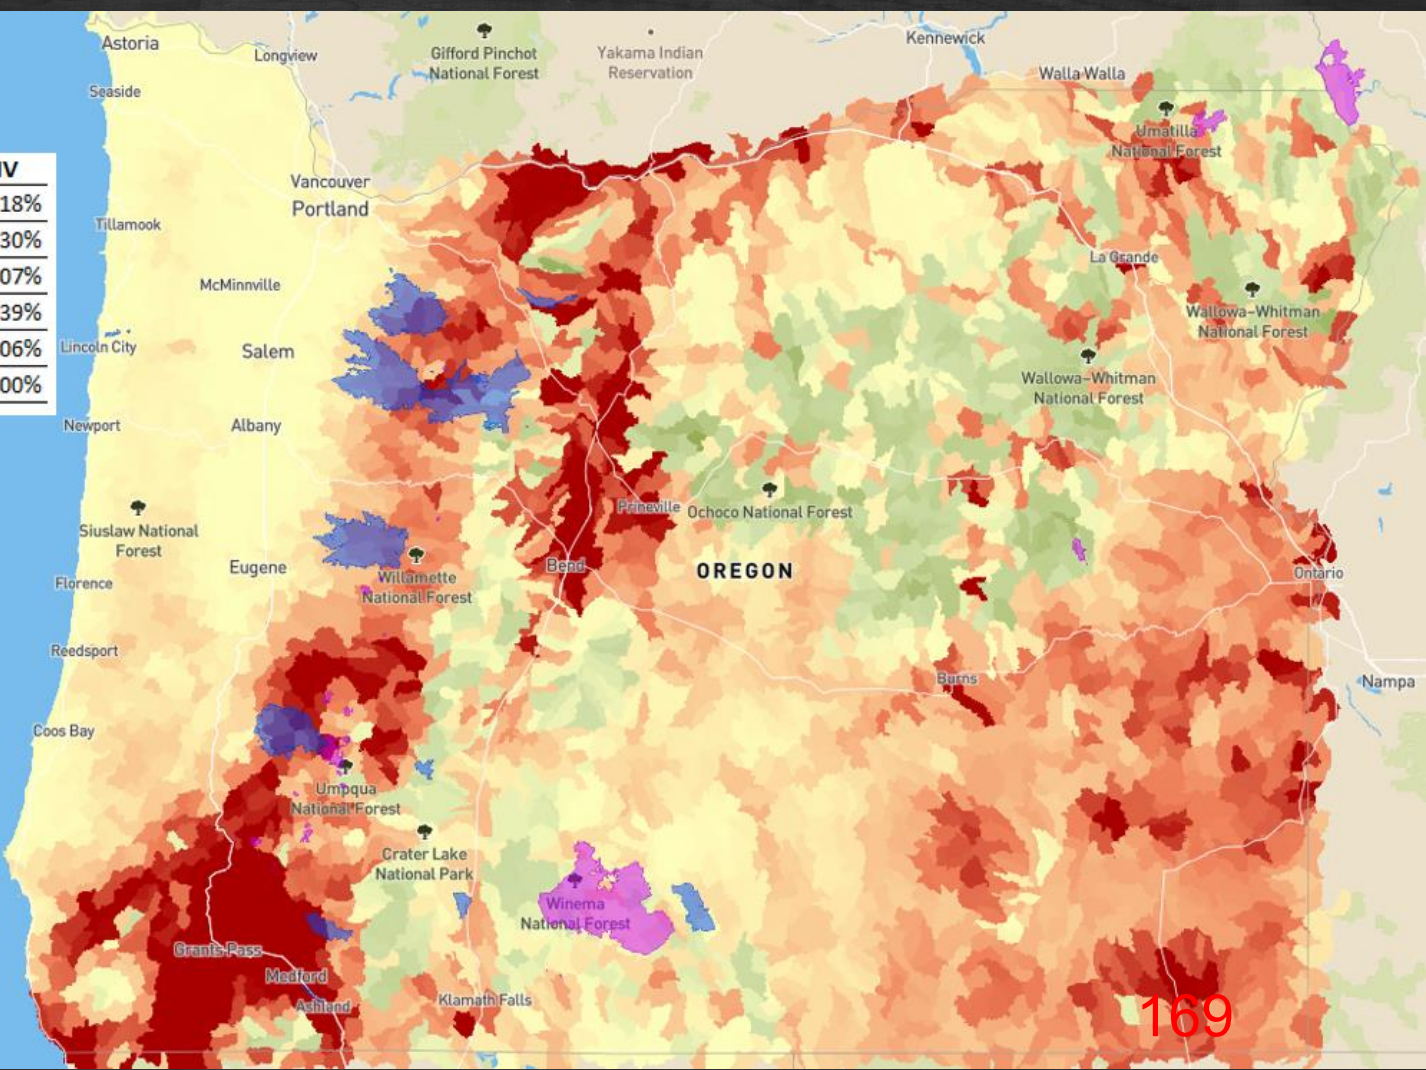 Astoria
Longview
Gifford Pinchot
National Forest
Yakama Indian
Reservation
Kennewick
Walla Walla
Seaside
Umatilla
National Forest
IV
18%
30%
07%
39%
06%
00%
Vancouver
Portland
Tillamook
La Grande
McMinnville
Wallowa-Whitman
National Forest
Lincoln City
Salem
Wallowa-Whitman
National Forest
Newport
Albany
Prineville
Ochoco National Forest
Siuslaw National
Forest
Eugene
Bend
OREGON
Ontario
Florence
Willamette
National Forest
Reedsport
Burns
Nampa
Coos Bay
Umpqua
National Forest
Crater Lake
National Park
Winema
National Forest
Grants Pass
Medford
Ashland
Klamath Falls
169